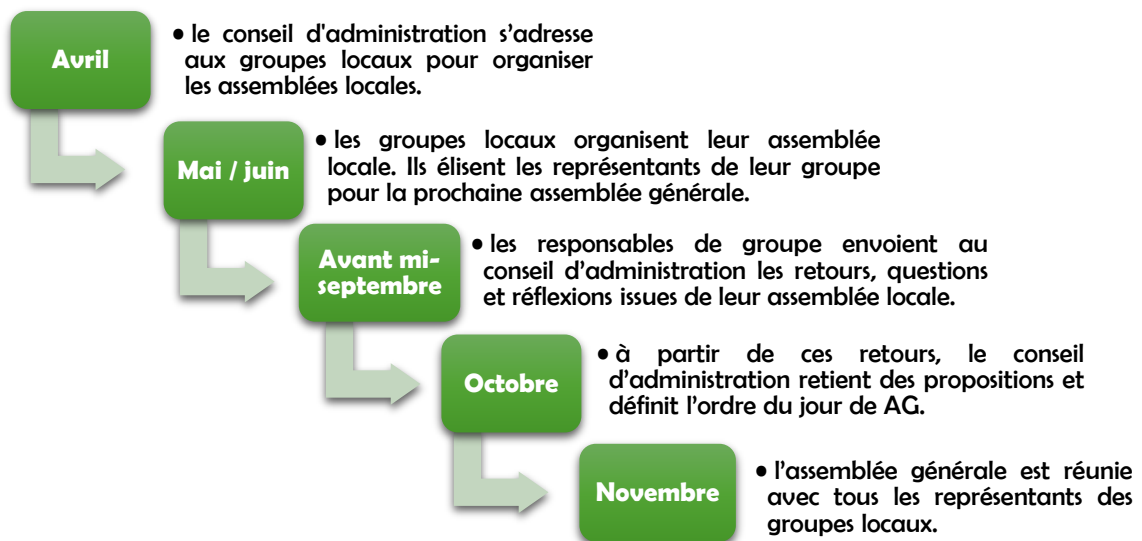 Avril
• le conseil d'administration s’adresse
aux groupes locaux pour organiser
les assemblées locales.
Mai / juin
• les groupes locaux organisent leur assemblée
locale. Ils élisent les représentants de leur groupe
pour la prochaine assemblée générale.
Avant mi-
septembre
• les responsables de groupe envoient au
conseil d’administration les retours, questions
et réflexions issues de leur assemblée locale.
Octobre
• à partir de ces retours, le conseil
d’administration retient des propositions et
définit l’ordre du jour de AG.
Novembre
• l’assemblée générale est réunie
avec tous les représentants des
groupes locaux.